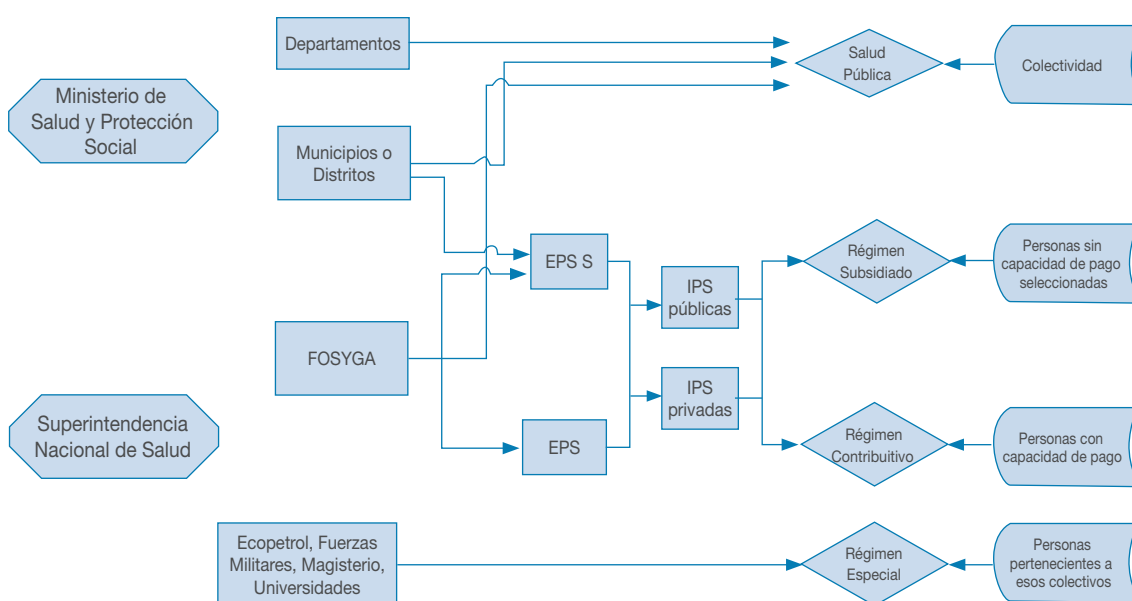 Departamentos
Salud
Pública
Colectividad
Ministerio de
Salud y Protección
Social
Municipios o
Distritos
EPS S
IPS
públicas
Régimen
Subsidiado
Personas sin
capacidad de pago
seleccionadas
FOSYGA
IPS
privadas
Superintendencia
Nacional de Salud
EPS
Régimen
Contribuitivo
Personas con
capacidad de pago
Ecopetrol, Fuerzas
Militares, Magisterio,
Universidades
Régimen
Especial
Personas
pertenecientes a
esos colectivos